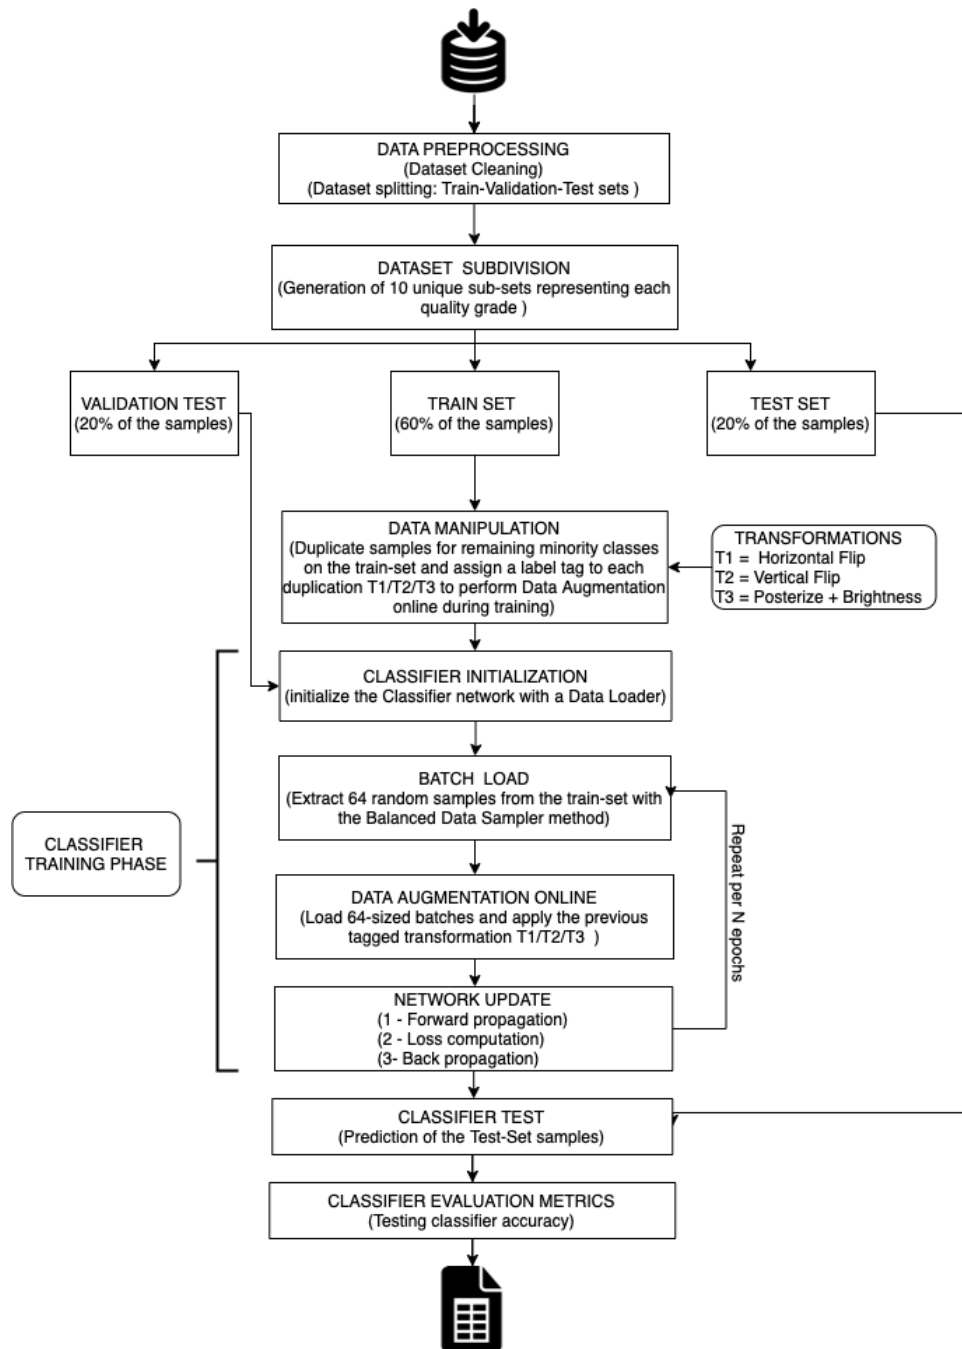 DATA PREPROCESSING
(Dataset Cleaning)
(Dataset splitting: Train-Validation-Test sets )
DATASET SUBDIVISION
(Generation of 10 unique sub-sets representing each
quality grade )
VALIDATION TEST
(20% of the samples)
TRAIN SET
(60% of the samples)
TEST SET
(20% of the samples)
DATA MANIPULATION
(Duplicate samples for remaining minority classes
on the train-set and assign a label tag to each
duplication T1/T2/T3 to perform Data Augmentation
online during training)
TRANSFORMATIONS
T1 = Horizontal Flip
T2 = Vertical Flip
T3 = Posterize + Brightness
CLASSIFIER INITIALIZATION
(initialize the Classifier network with a Data Loader)
BATCH LOAD
(Extract 64 random samples from the train-set with
the Balanced Data Sampler method)
CLASSIFIER
TRAINING PHASE
Repeat per N epochs
DATA AUGMENTATION ONLINE
(Load 64-sized batches and apply the previous
tagged transformation T1/T2/T3 )
NETWORK UPDATE
(1 - Forward propagation)
(2 - Loss computation)
(3- Back propagation)
CLASSIFIER TEST
(Prediction of the Test-Set samples)
CLASSIFIER EVALUATION METRICS
(Testing classifier accuracy)